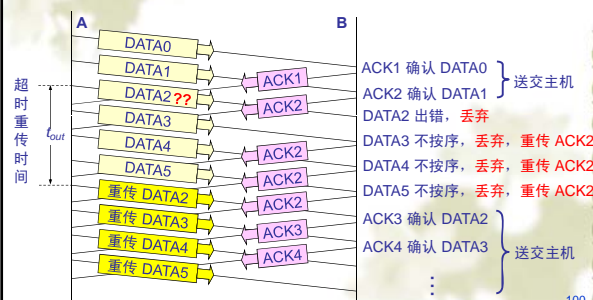 A
B
DATA0
DATA1
DATA2 ??
DATA3
DATA4
DATA5
重传 DATA2
重传 DATA3
重传 DATA4
重传 DATA5
超时重传时间
tout
ACK1
ACK2
ACK2
ACK2
ACK2
ACK3
ACK4
ACK1 确认 DATA0
ACK2 确认 DATA1
送交主机
DATA2 出错，丢弃
DATA3 不按序，丢弃，重传 ACK2
DATA4 不按序，丢弃，重传 ACK2
DATA5 不按序，丢弃，重传 ACK2
ACK3 确认 DATA2
ACK4 确认 DATA3
送交主机
⋮